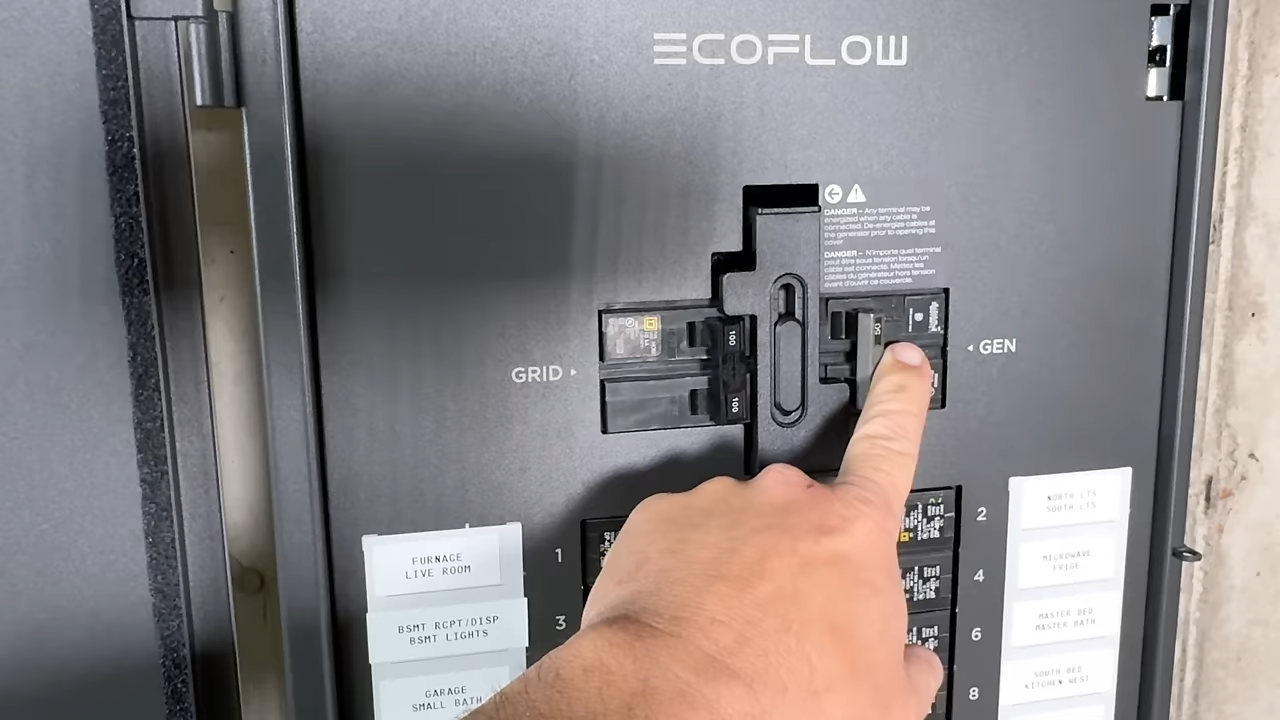 ECOFLOW
DANGER – Any terminal may be
energized when any cable is
connected. De-energize cables at
the generator prior to opening this
cover.
DANGER – N'importe quel terminal
peut être sous tension lorsqu'un
câble est connecté. Mettez les
câbles du générateur hors tension
avant d'ouvrir ce couvercle.
GRID
100
100
50
GEN
1
FURNACE
LIVE ROOM
2
NORTH LTS
SOUTH LTS
3
BSMT RCPT/DISP
BSMT LIGHTS
4
MICROWAVE
FRIGE
GARAGE
SMALL BATH
6
MASTER BED
MASTER BATH
8
SOUTH BED
KITCHEN WEST